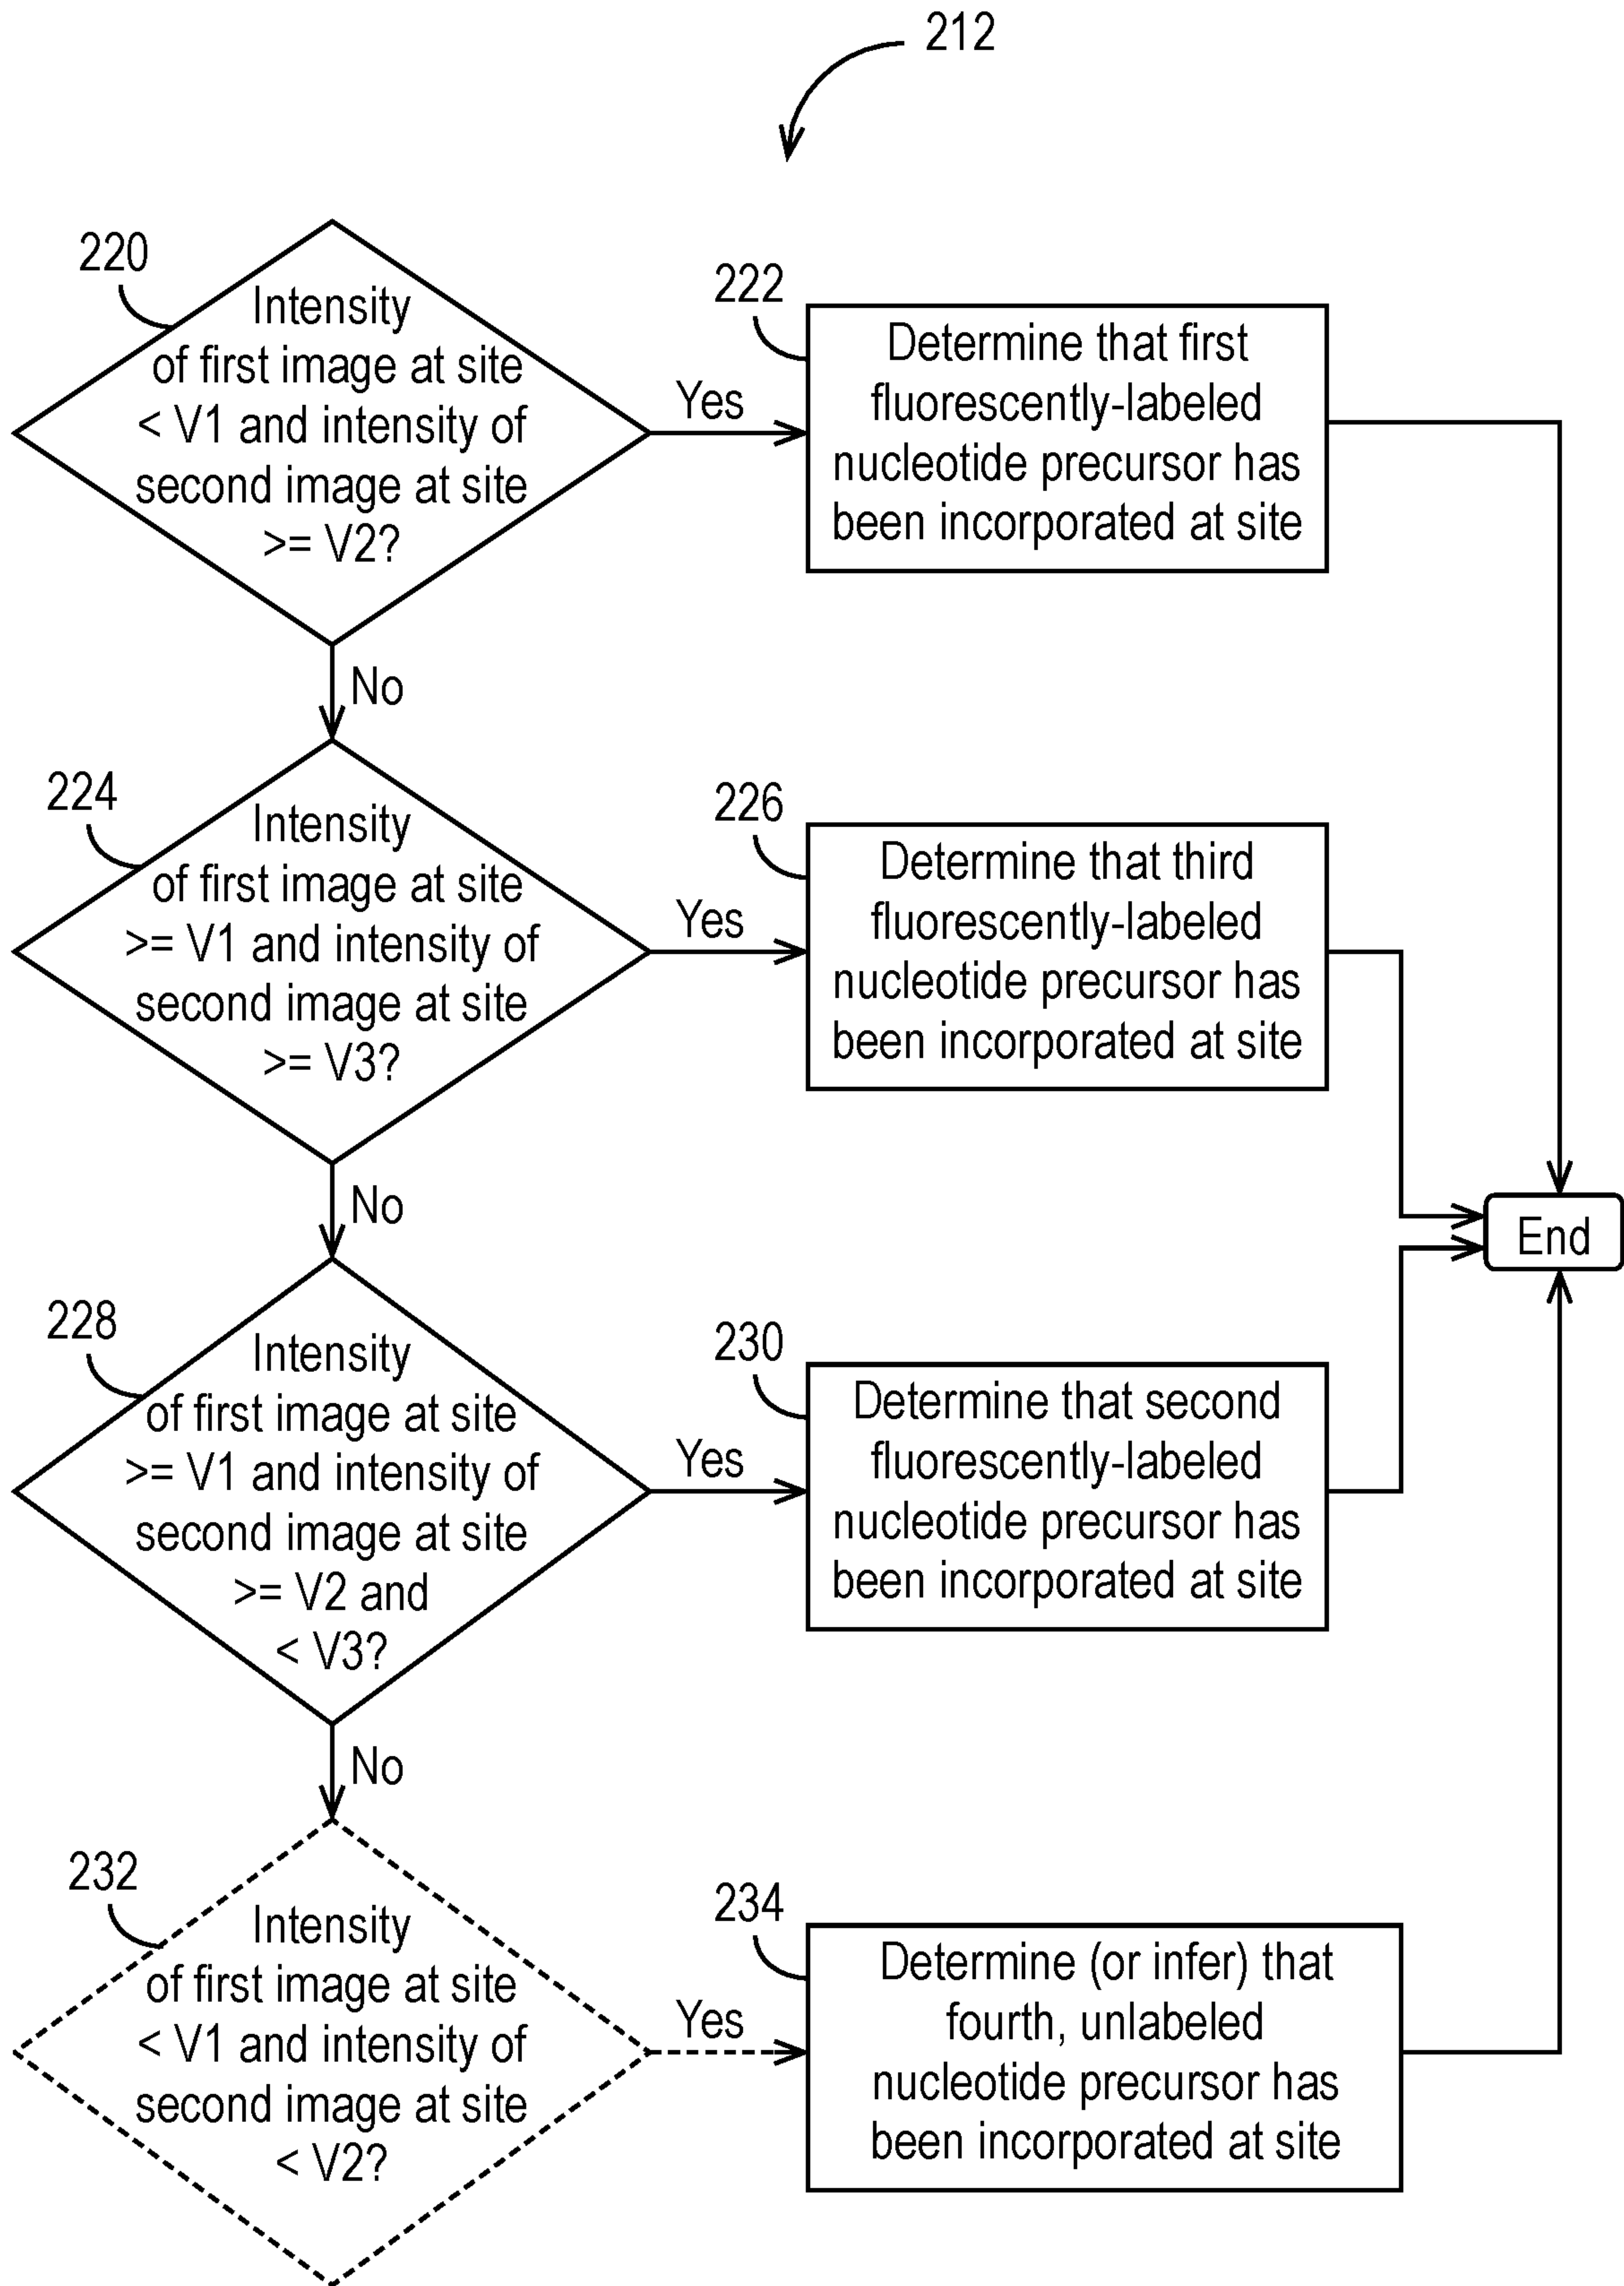 212
220
Intensity
of first image at site
< V1 and intensity of
second image at site
>= V2?
Yes
222
Determine that first
fluorescently-labeled
nucleotide precursor has
been incorporated at site
No
224
Intensity
of first image at site
>= V1 and intensity of
second image at site
>= V3?
Yes
226
Determine that third
fluorescently-labeled
nucleotide precursor has
been incorporated at site
No
End
228
Intensity
of first image at site
>= V1 and intensity of
second image at site
>= V2 and
< V3?
Yes
230
Determine that second
fluorescently-labeled
nucleotide precursor has
been incorporated at site
No
232
Intensity
of first image at site
< V1 and intensity of
second image at site
< V2?
Yes
234
Determine (or infer) that
fourth, unlabeled
nucleotide precursor has
been incorporated at site